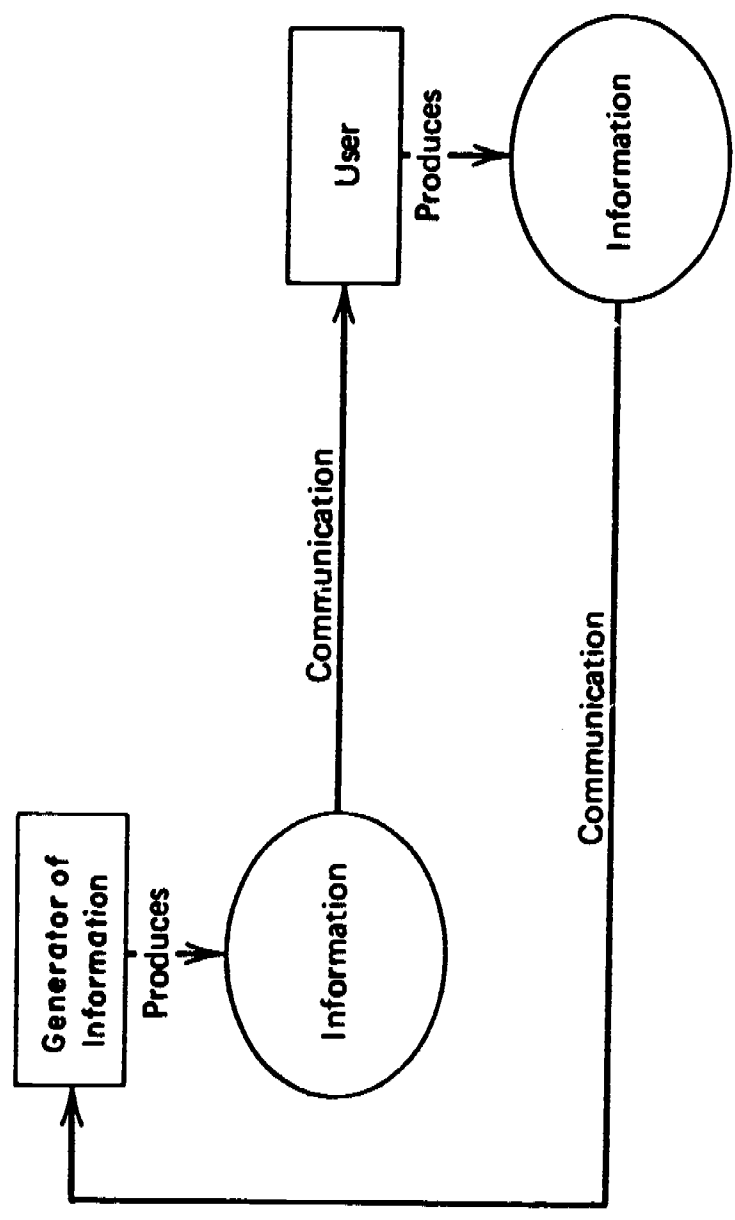 Generator of
Information
Produces
Information
Communication
User
Produces
Information
Communication